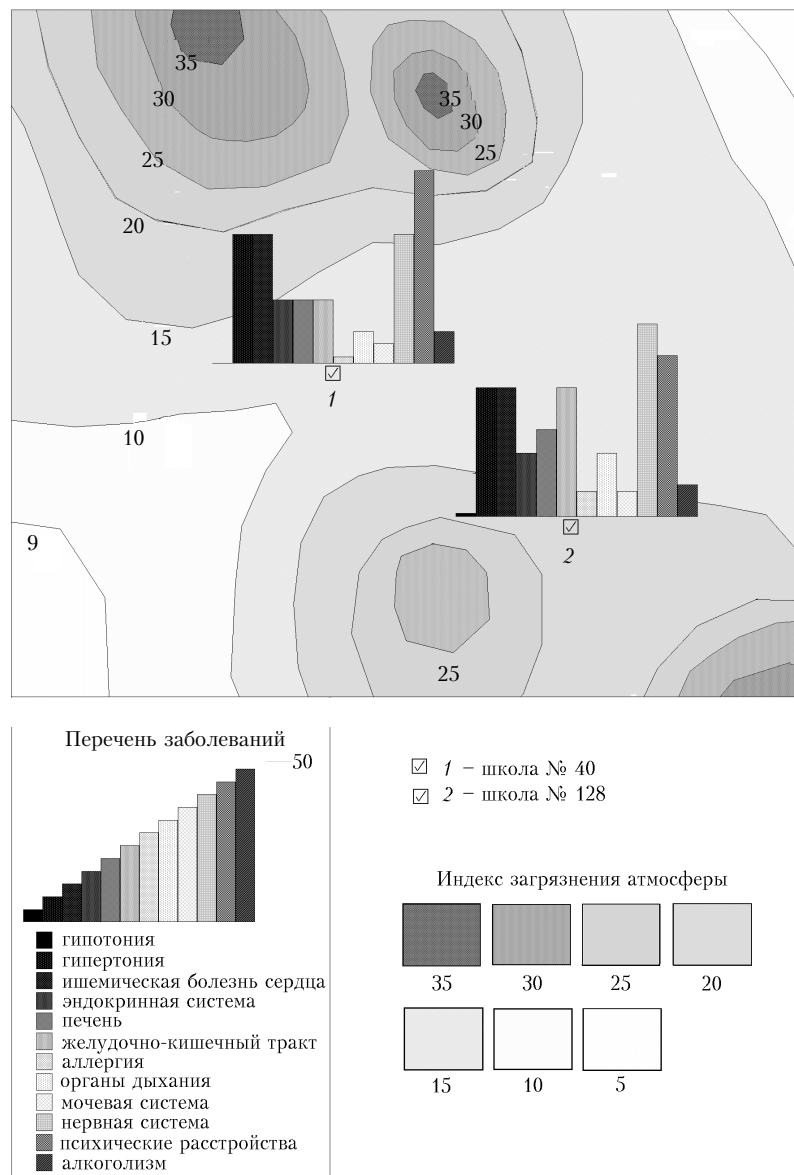 35
35
30
30
25
25
20
15
1
10
9
2
25
Перечень заболеваний
50
гипотония
гипертония
ишемическая болезнь сердца
эндокринная система
печень
желудочно-кишечный тракт
аллергия
органы дыхания
мочевая система
нервная система
психические расстройства
алкоголизм
1 – школа № 40
2 – школа № 128
Индекс загрязнения атмосферы
35 30 25 20
15 10 5